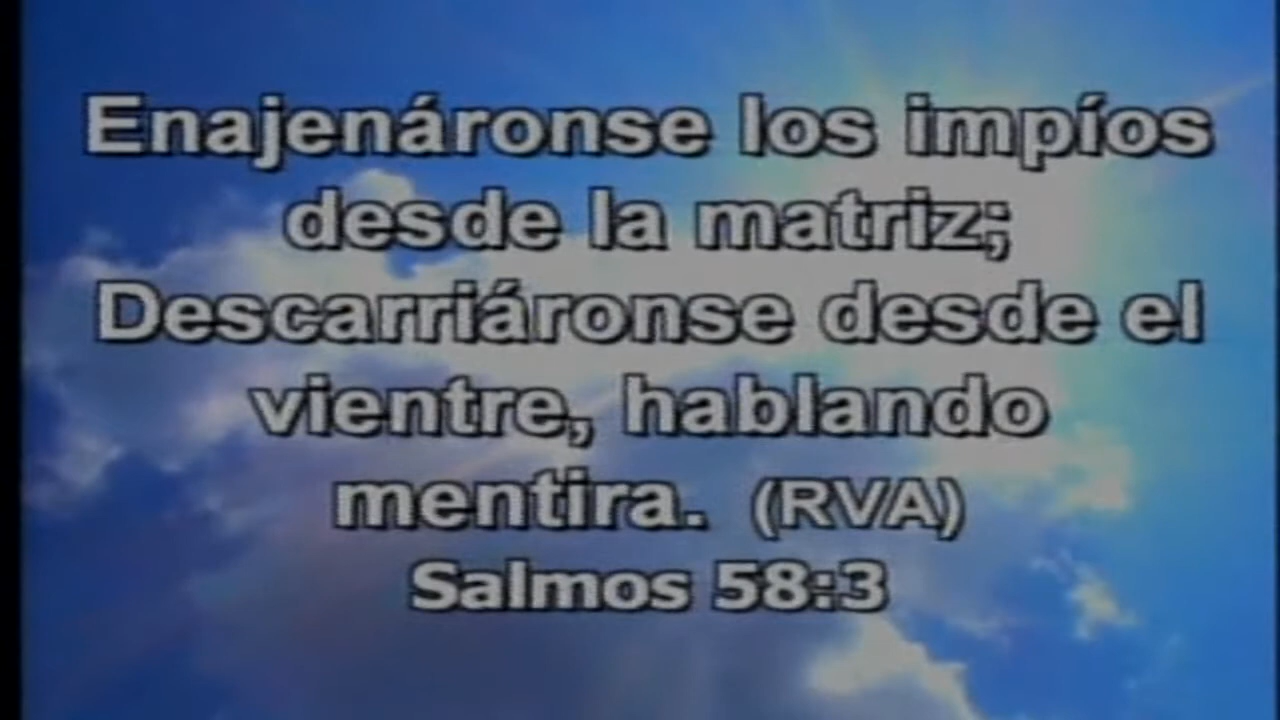 Enajenáronse los impíos
desde la matriz;
Descarriáronse desde el
vientre, hablando
mentira. (RVA)
Salmos 58:3